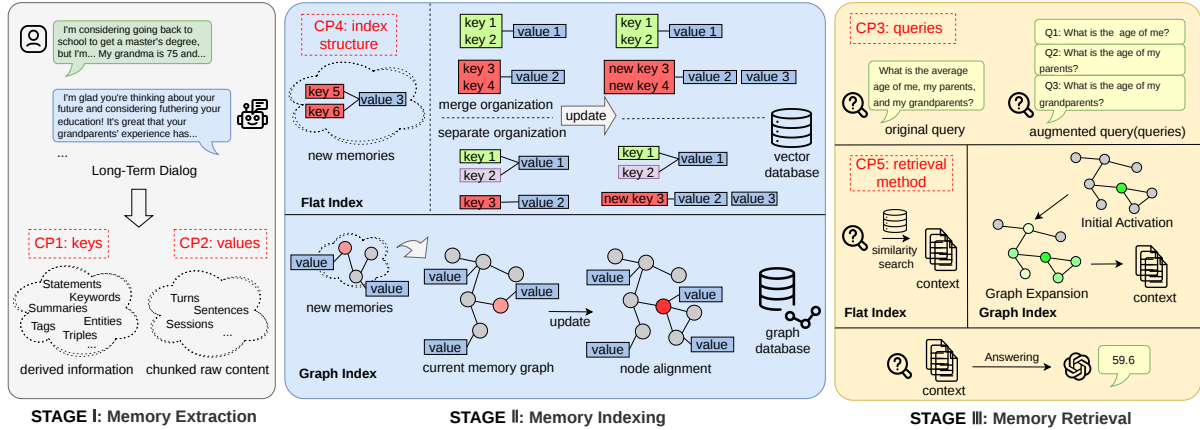 I'm considering going back
school to get a master's degree,
but I'm... My grandma is 75 and...
I'm glad you're thinking about your
future and considering futhering your
education! It's great that your
grandparents' experience has...
...
Long-Term Dialog
CP1: keys
CP2: values
Statements
Keywords
Summaries
Entities
Tags
Triples
...
Turns
Sentences
Sessions
...
derived information
chunked raw content
STAGE Ⅰ: Memory Extraction
CP4: index
structure
key 5
key 6
value 3
new memories
Flat Index
key 1
key 2
value 1
key 3
key 4
value 2
merge organization
separate organization
key 1
key 2
value 1
key 3
value 2
update
key 1
key 2
value 1
new key 3
new key 4
value 2
value 3
key 1
key 2
value 1
new key 3
value 2
value 3
vector
database
value
value
new memories
Graph Index
value
value
value
current memory graph
update
value
value
value
node alignment
graph
database
STAGE Ⅱ: Memory Indexing
CP3: queries
What is the average
age of me, my parents,
and my grandparents?
original query
Q1: What is the age of me?
Q2: What is the age of my
parents?
Q3: What is the age of my
grandparents?
augmented query(queries)
CP5: retrieval
method
similarity
search
context
Flat Index
Initial Activation
Graph Expansion
context
Graph Index
context
Answering
59.6
STAGE Ⅲ: Memory Retrieval